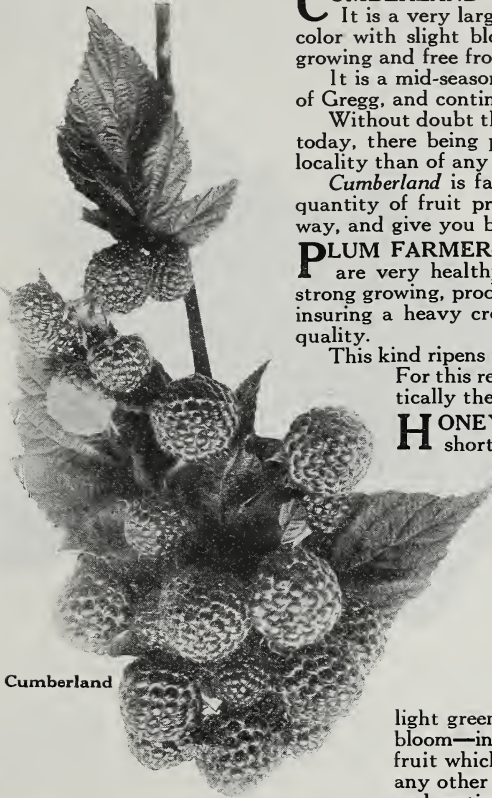 CUMBERLAND
It is a very larg
color with slight blo
growing and free fro
It is a mid-season
of Gregg, and contin
Without doubt th
today, there being p
locality than of any
Cumberland is fa
quantity of fruit pr
way, and give you b
PLUM FARMER
are very health
strong growing, prod
insuring a heavy cro
quality.
This kind ripens
For this re
tically the
HONEY
short
Cumberland
light green
bloom—in
fruit which
any other